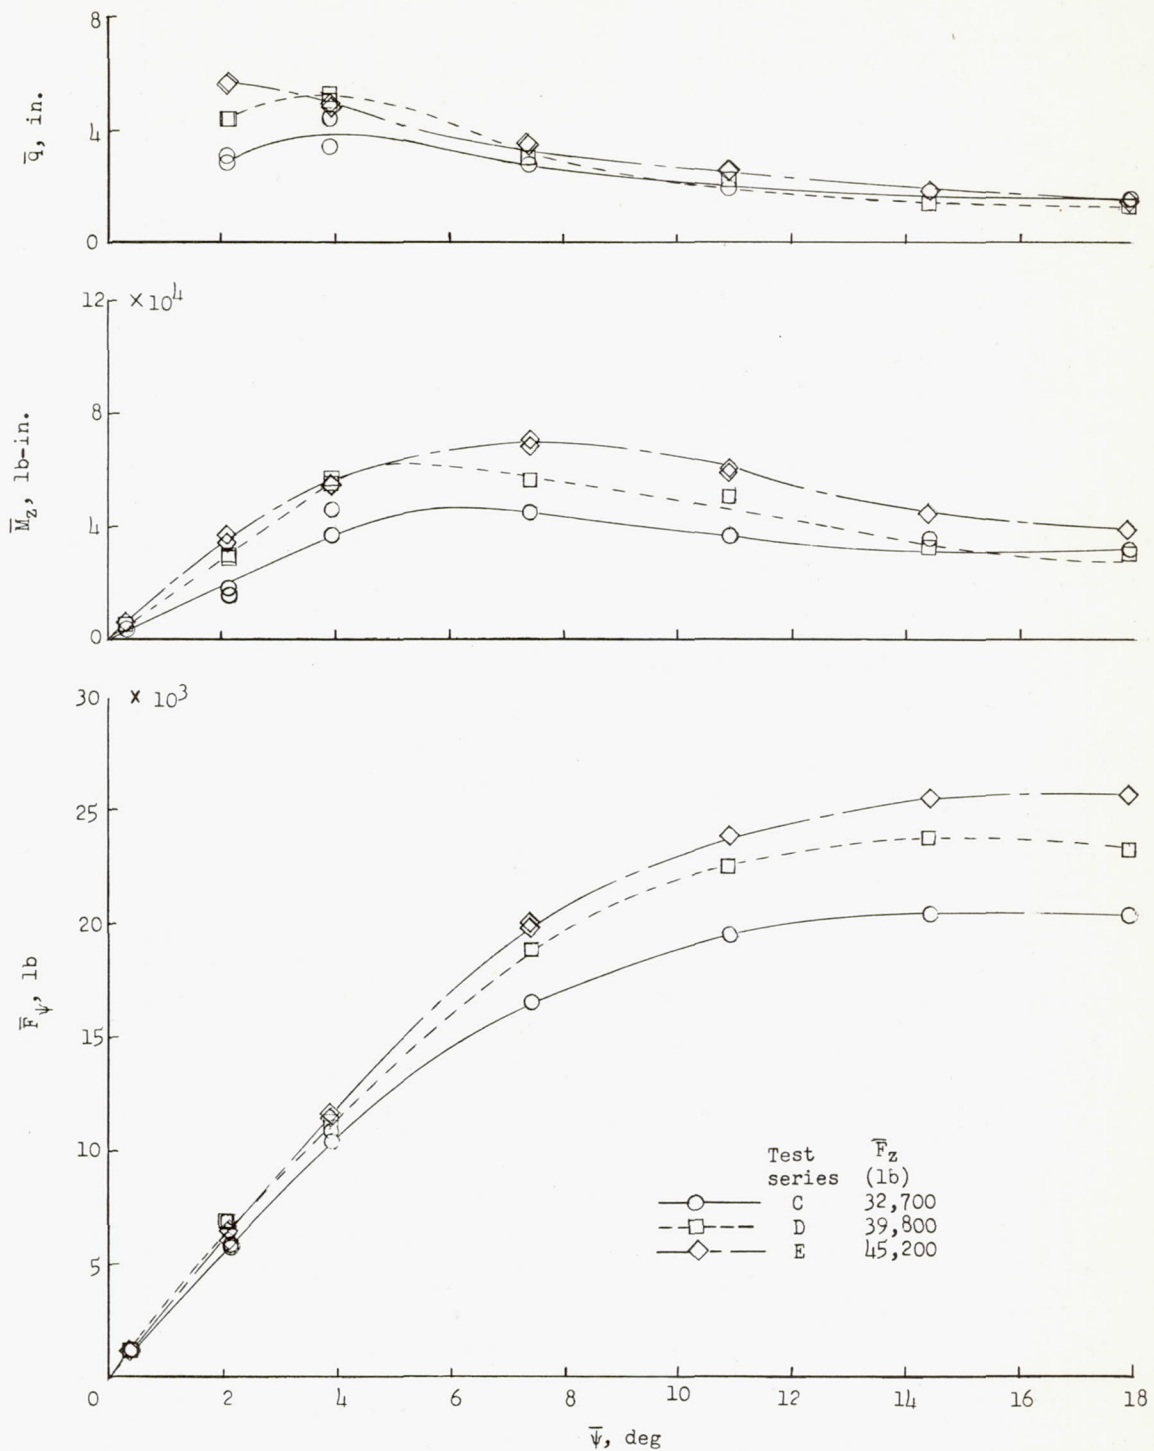 8
4
0
q̅, in.
12 × 10⁴
8
4
0
M̅z, lb-in.
30 × 10³
25
20
15
10
5
0
F̅ψ, lb
Test F̅z
series (lb)
C 32,700
D 39,800
E 45,200
2 4 6 8 10 12 14 16 18
ψ̅, deg